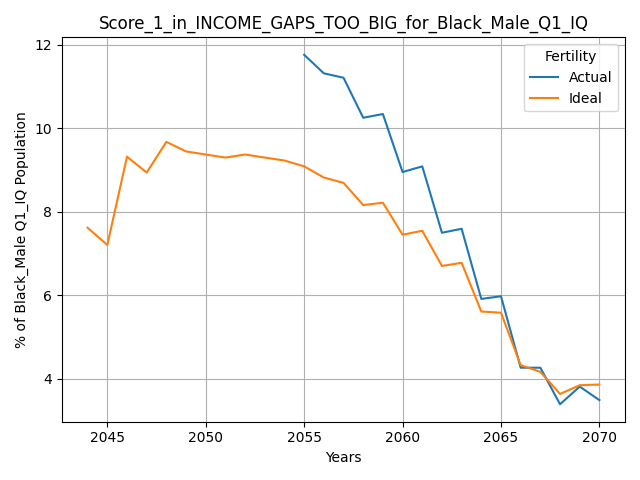 Score_1_in_INCOME_GAPS_TOO_BIG_for_Black_Male_Q1_IQ
Fertility
Actual
Ideal
% of Black_Male Q1_IQ Population
12
10
8
6
4
2045
2050
2055
2060
2065
2070
Years